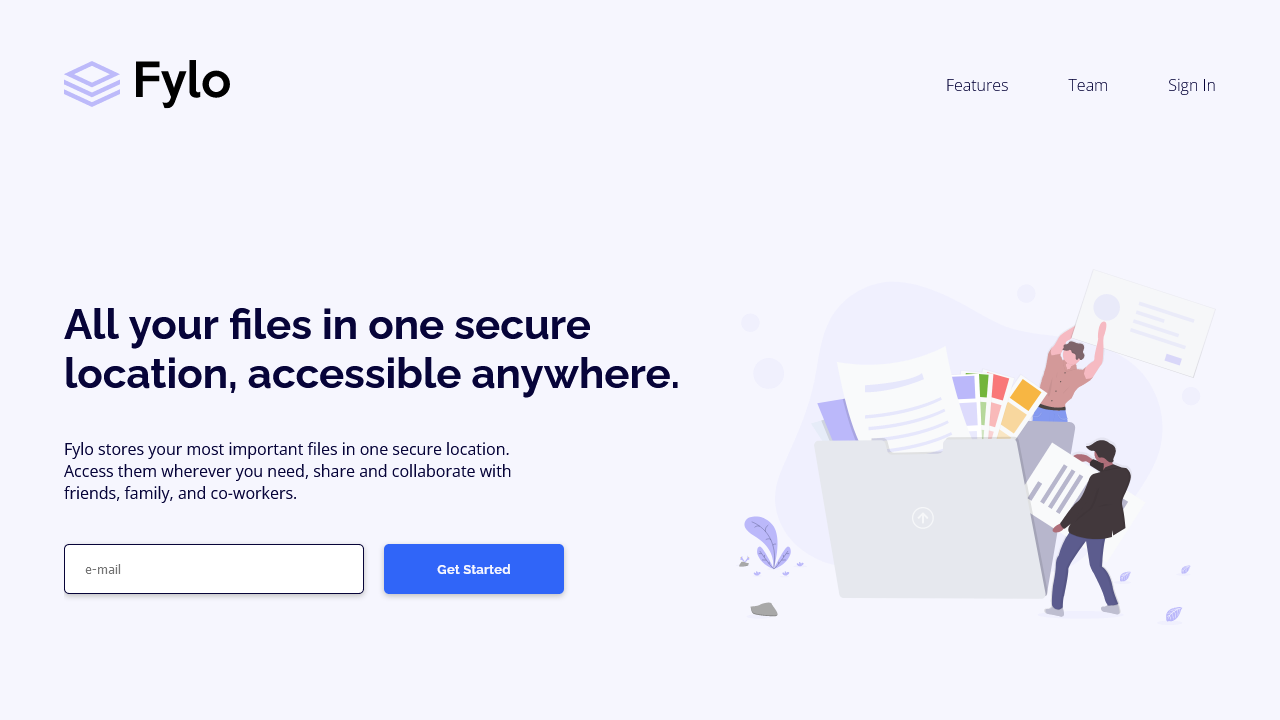 Fylo
Features
Team
Sign In
All your files in one secure
location, accessible anywhere.
Fylo stores your most important files in one secure location.
Access them wherever you need, share and collaborate with
friends, family, and co-workers.
e-mail
Get Started